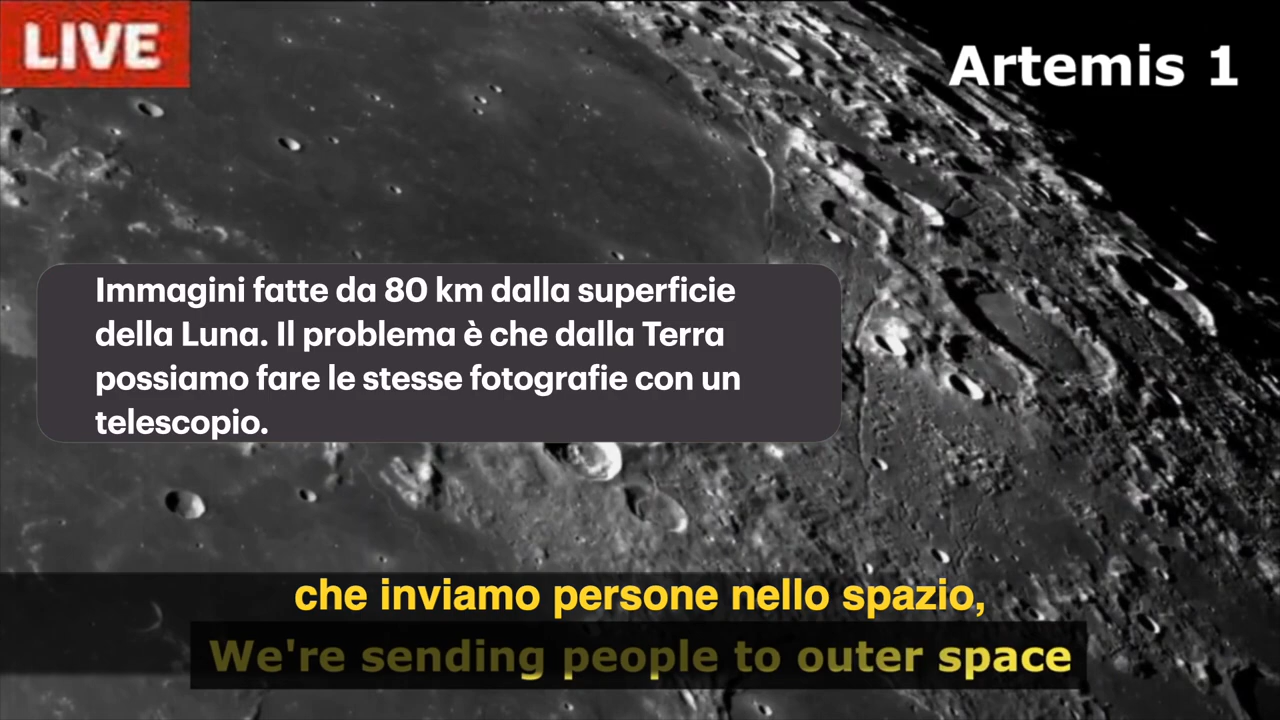 LIVE
Artemis 1
Immagini fatte da 80 km dalla superficie
della Luna. Il problema è che dalla Terra
possiamo fare le stesse fotografie con un
telescopio.
che inviamo persone nello spazio,
We're sending people to outer space